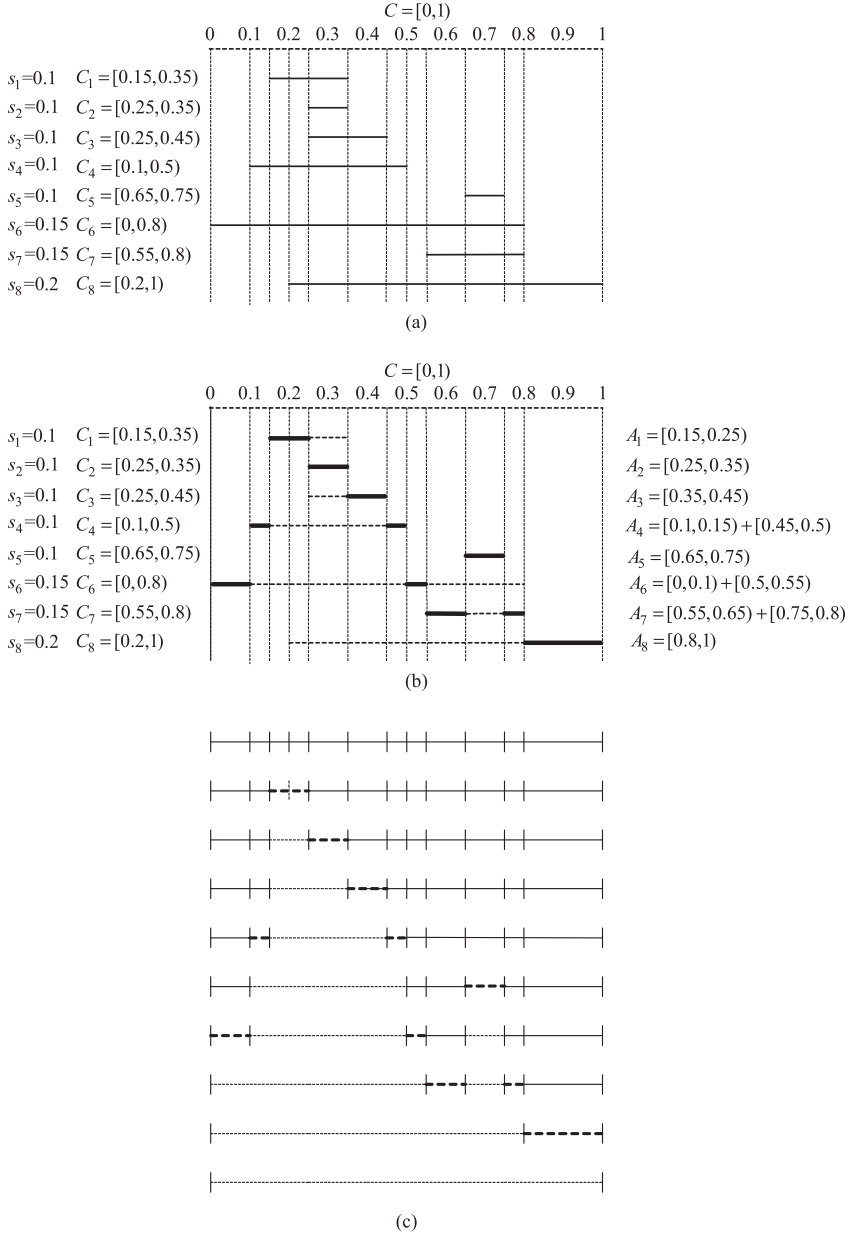 C = [0,1)
0 0.1 0.2 0.3 0.4 0.5 0.6 0.7 0.8 0.9 1
s1=0.1 C1 = [0.15,0.35)
s2=0.1 C2 = [0.25,0.35)
s3=0.1 C3 = [0.25,0.45)
s4=0.1 C4 = [0.1,0.5)
s5=0.1 C5 = [0.65,0.75)
s6=0.15 C6 = [0,0.8)
s7=0.15 C7 = [0.55,0.8)
s8=0.2 C8 = [0.2,1)
(a)
C = [0,1)
0 0.1 0.2 0.3 0.4 0.5 0.6 0.7 0.8 0.9 1
s1=0.1 C1 = [0.15,0.35) A1 = [0.15,0.25)
s2=0.1 C2 = [0.25,0.35) A2 = [0.25,0.35)
s3=0.1 C3 = [0.25,0.45) A3 = [0.35,0.45)
s4=0.1 C4 = [0.1,0.5) A4 = [0.1,0.15) + [0.45,0.5)
s5=0.1 C5 = [0.65,0.75) A5 = [0.65,0.75)
s6=0.15 C6 = [0,0.8) A6 = [0,0.1) + [0.5,0.55)
s7=0.15 C7 = [0.55,0.8) A7 = [0.55,0.65) + [0.75,0.8)
s8=0.2 C8 = [0.2,1) A8 = [0.8,1)
(b)
(c)